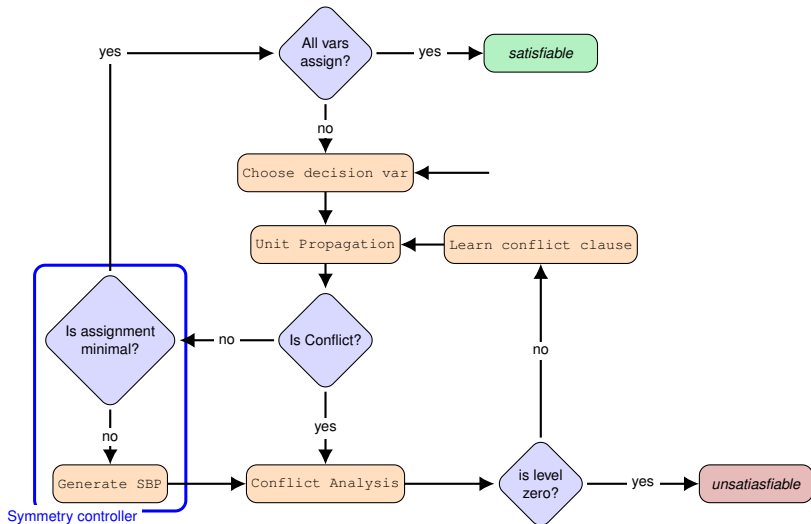 yes
All vars
assign?
yes
satisfiable
no
Choose decision var
Unit Propagation
Learn conflict clause
Is assignment
minimal?
no
Is Conflict?
no
no
yes
Generate SBP
Conflict Analysis
is level
zero?
yes
unsatiasfiable
Symmetry controller